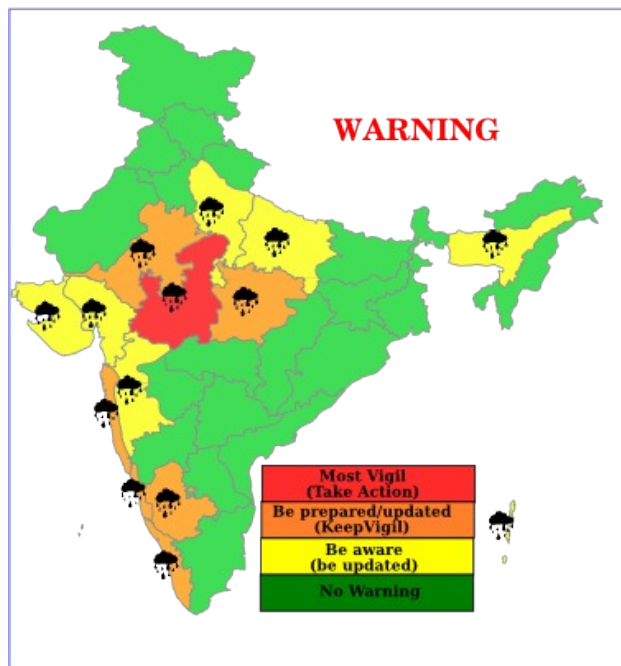 WARNING
Most Vigil
(Take Action)
Be prepared/updated
(KeepVigil)
Be aware
(be updated)
No Warning